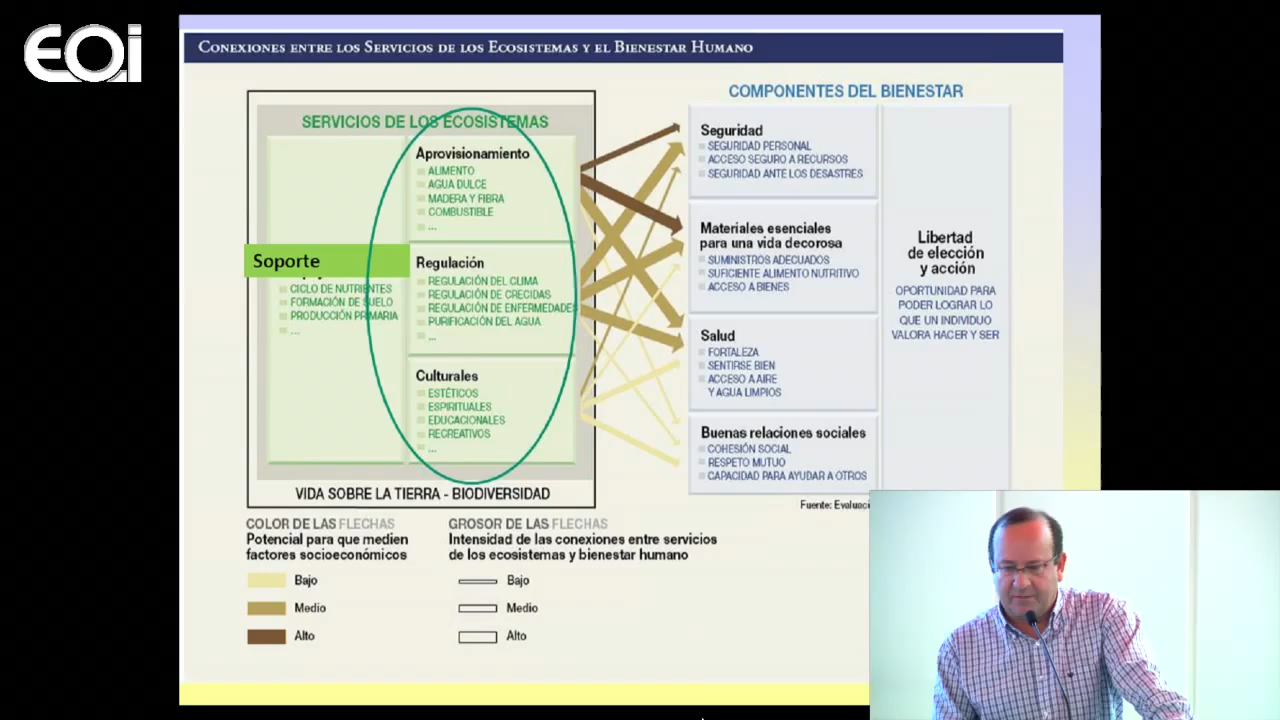 EOi
CONEXIONES ENTRE LOS SERVICIOS DE LOS ECOSISTEMAS Y EL BIENESTAR HUMANO
SERVICIOS DE LOS ECOSISTEMAS
Soporte
CICLO DE NUTRIENTES
FORMACIÓN DE SUELO
PRODUCCIÓN PRIMARIA
...
Aprovisionamiento
ALIMENTO
AGUA DULCE
MADERA Y FIBRA
COMBUSTIBLE
...
Regulación
REGULACIÓN DEL CLIMA
REGULACIÓN DE CRECIDAS
REGULACIÓN DE ENFERMEDADES
PURIFICACIÓN DEL AGUA
...
Culturales
ESTÉTICOS
ESPIRITUALES
EDUCACIONALES
RECREATIVOS
...
VIDA SOBRE LA TIERRA - BIODIVERSIDAD
COMPONENTES DEL BIENESTAR
Seguridad
SEGURIDAD PERSONAL
ACCESO SEGURO A RECURSOS
SEGURIDAD ANTE LOS DESASTRES
Materiales esenciales
para una vida decorosa
SUMINISTROS ADECUADOS
SUFICIENTE ALIMENTO NUTRITIVO
ACCESO A BIENES
Salud
FORTALEZA
SENTIRSE BIEN
ACCESO A AIRE
Y AGUA LIMPIOS
Buenas relaciones sociales
COHESIÓN SOCIAL
RESPETO MUTUO
CAPACIDAD PARA AYUDAR A OTROS
Libertad
de elección
y acción
OPORTUNIDAD PARA
PODER LOGRAR LO
QUE UN INDIVIDUO
VALORA HACER Y SER
Fuente:
COLOR DE LAS FLECHAS
Potencial para que medien
factores socioeconómicos
Bajo
Medio
Alto
GROSOR DE LAS FLECHAS
Intensidad de las conexiones entre servicios
de los ecosistemas y bienestar humano
Bajo
Medio
Alto